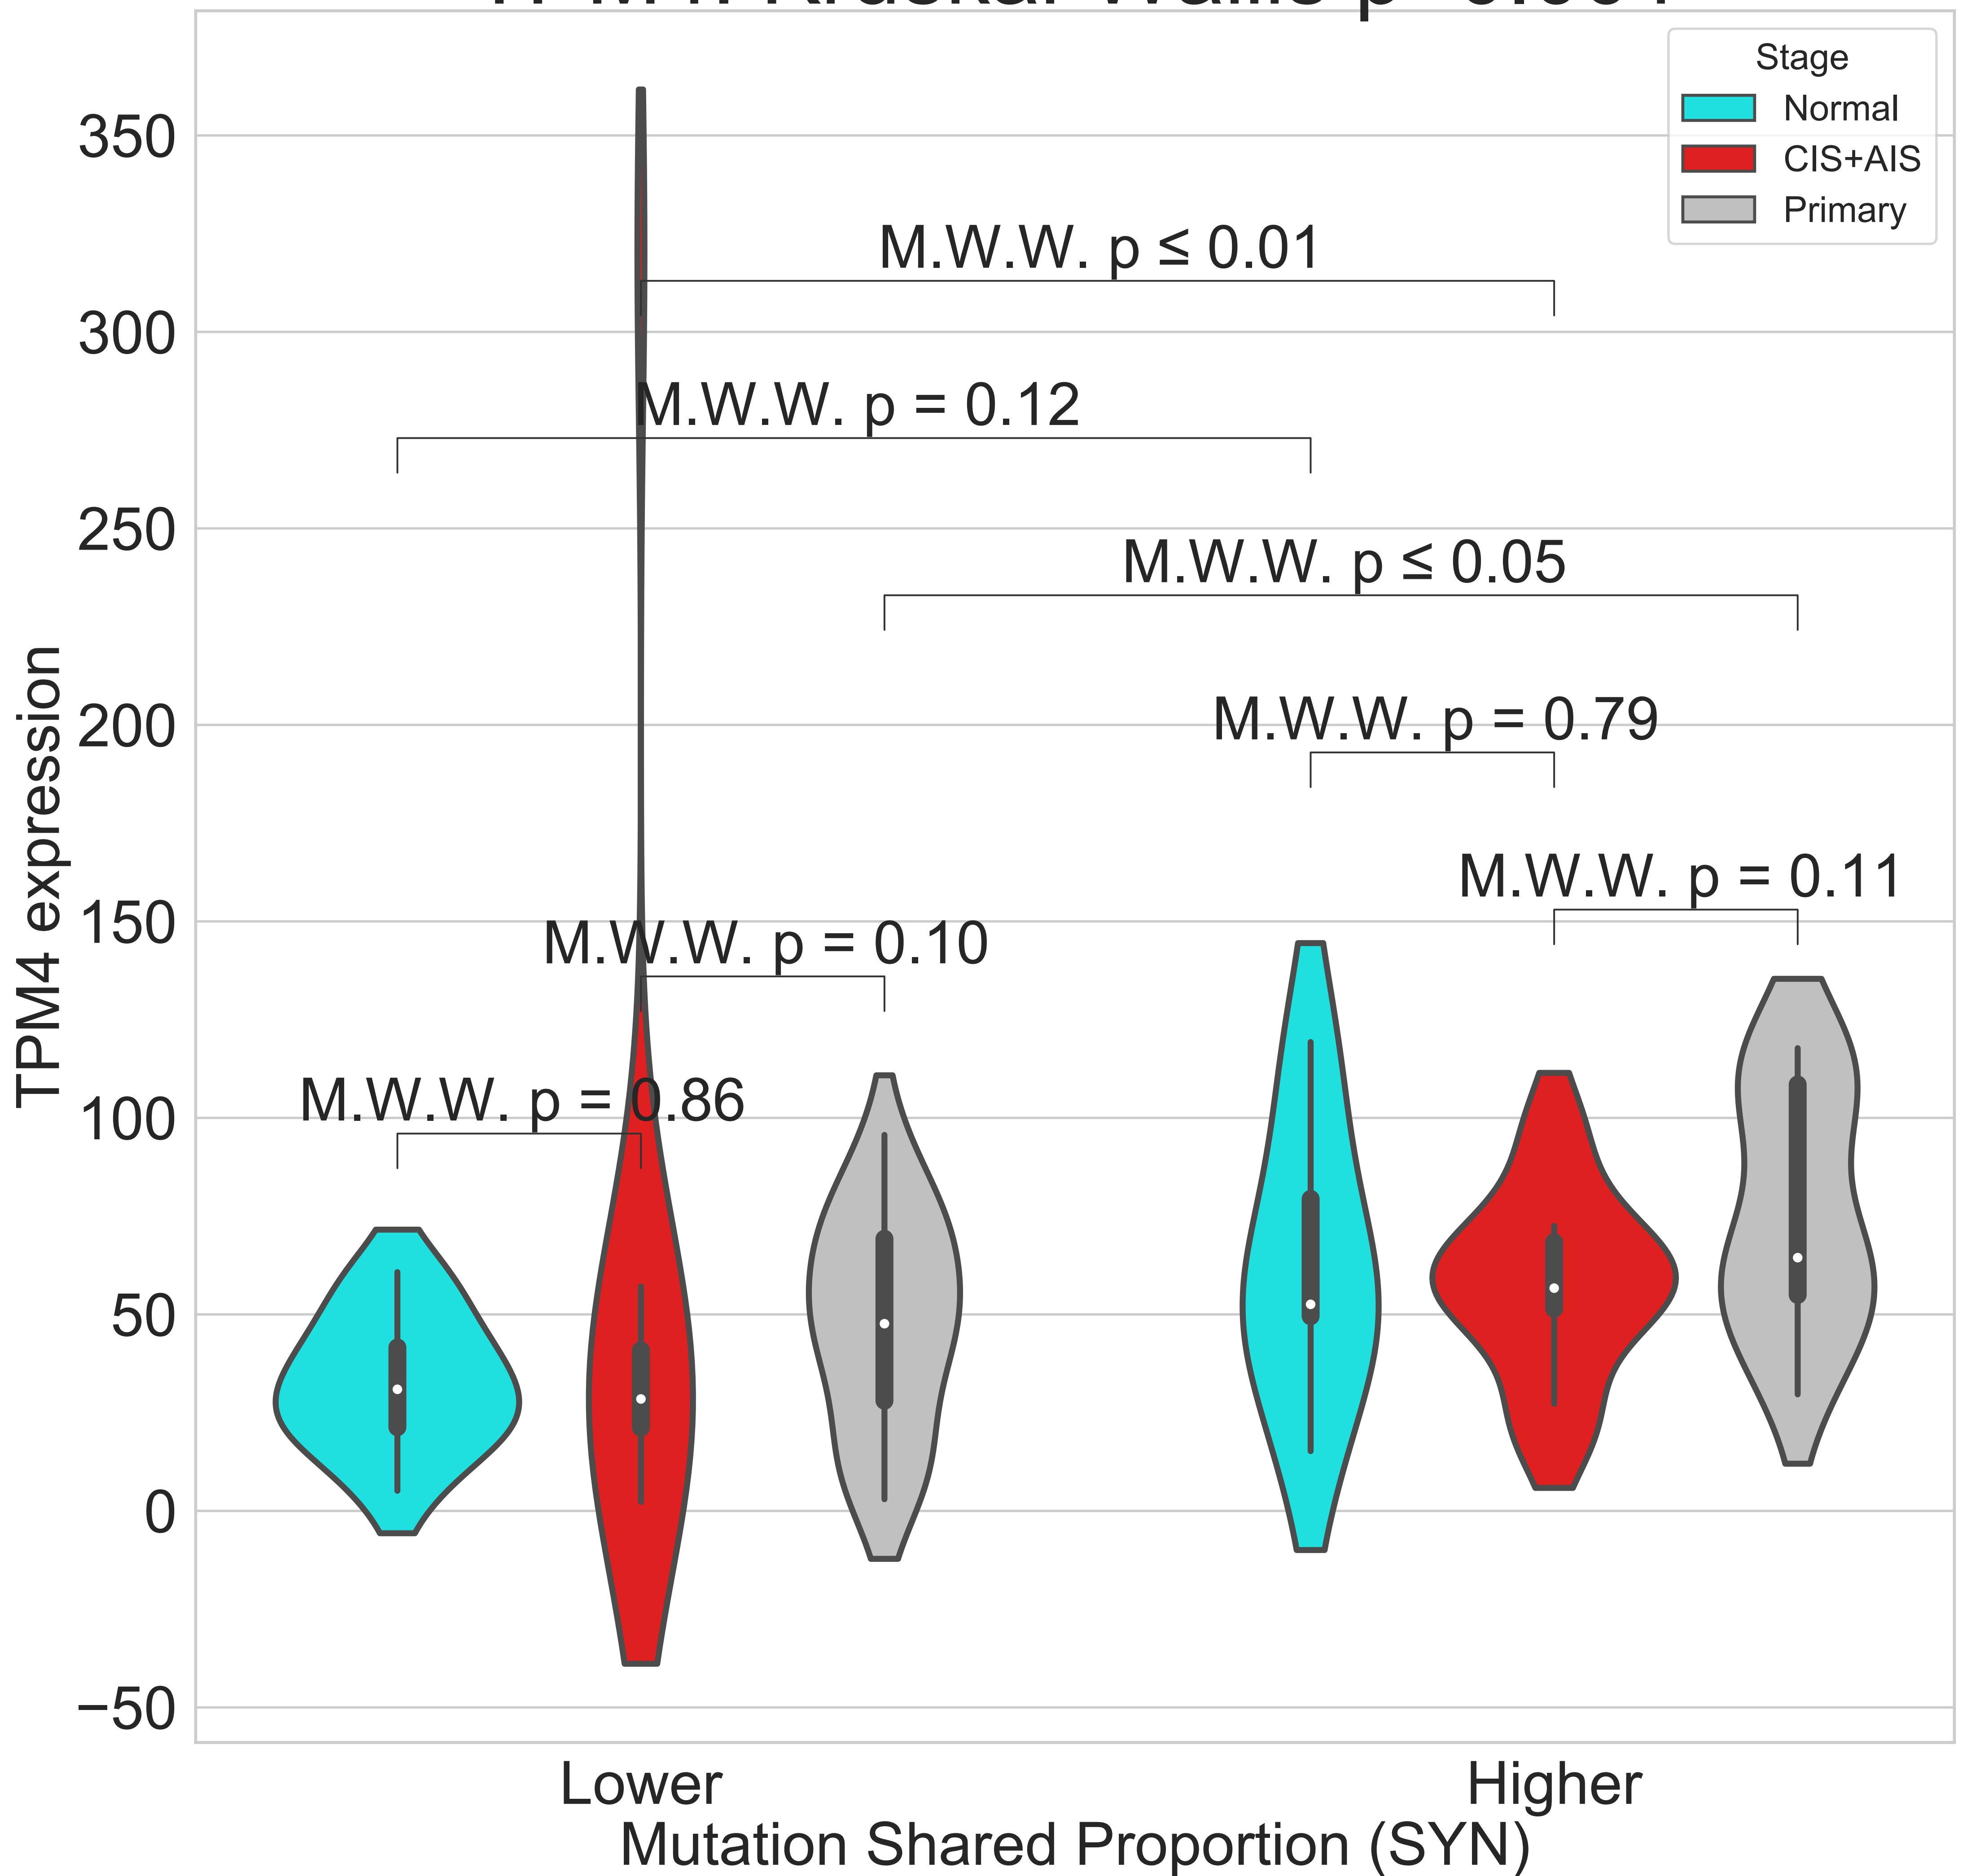 Stage
Normal
CIS+AIS
Primary
350
300
250
200
150
100
50
0
−50
TPM4 expression
M.W.W. p ≤ 0.01
M.W.W. p = 0.12
M.W.W. p ≤ 0.05
M.W.W. p = 0.79
M.W.W. p = 0.11
M.W.W. p = 0.10
M.W.W. p = 0.86
Lower
Higher
Mutation Shared Proportion (SYN)